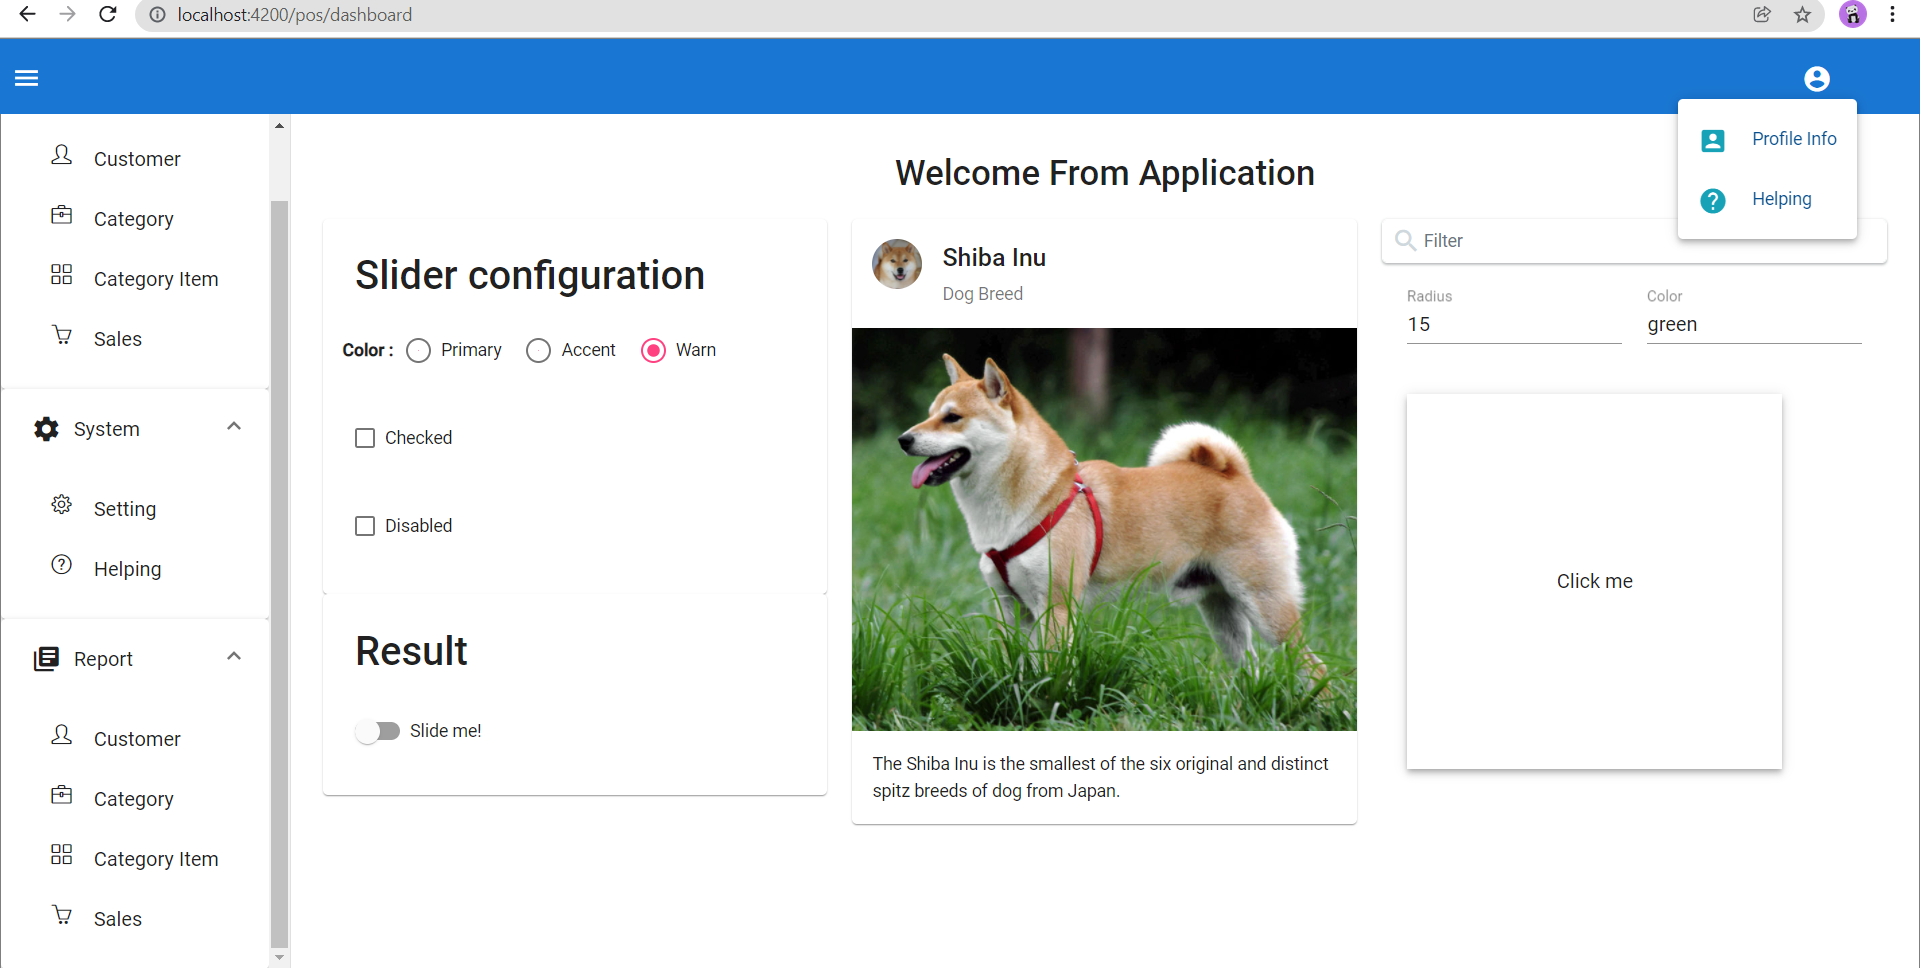 localhost:4200/pos/dashboard
Profile Info
Helping
Customer
Category
Category Item
Sales
System
Setting
Helping
Report
Customer
Category
Category Item
Sales
Welcome From Application
Slider configuration
Color : Primary Accent Warn
Checked
Disabled
Result
Slide me!
Shiba Inu
Dog Breed
The Shiba Inu is the smallest of the six original and distinct
spitz breeds of dog from Japan.
Filter
Radius Color
15 green
Click me